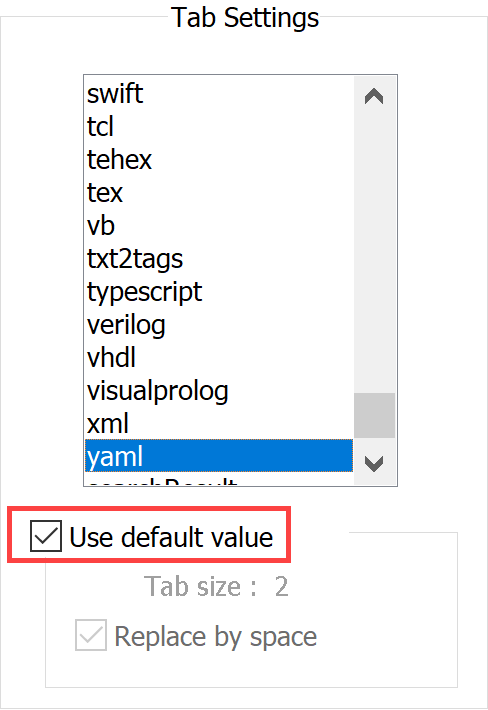 Tab Settings
swift
tcl
tehex
tex
vb
txt2tags
typescript
verilog
vhdl
visualprolog
xml
yaml
searchResult
Use default value
Tab size : 2
Replace by space